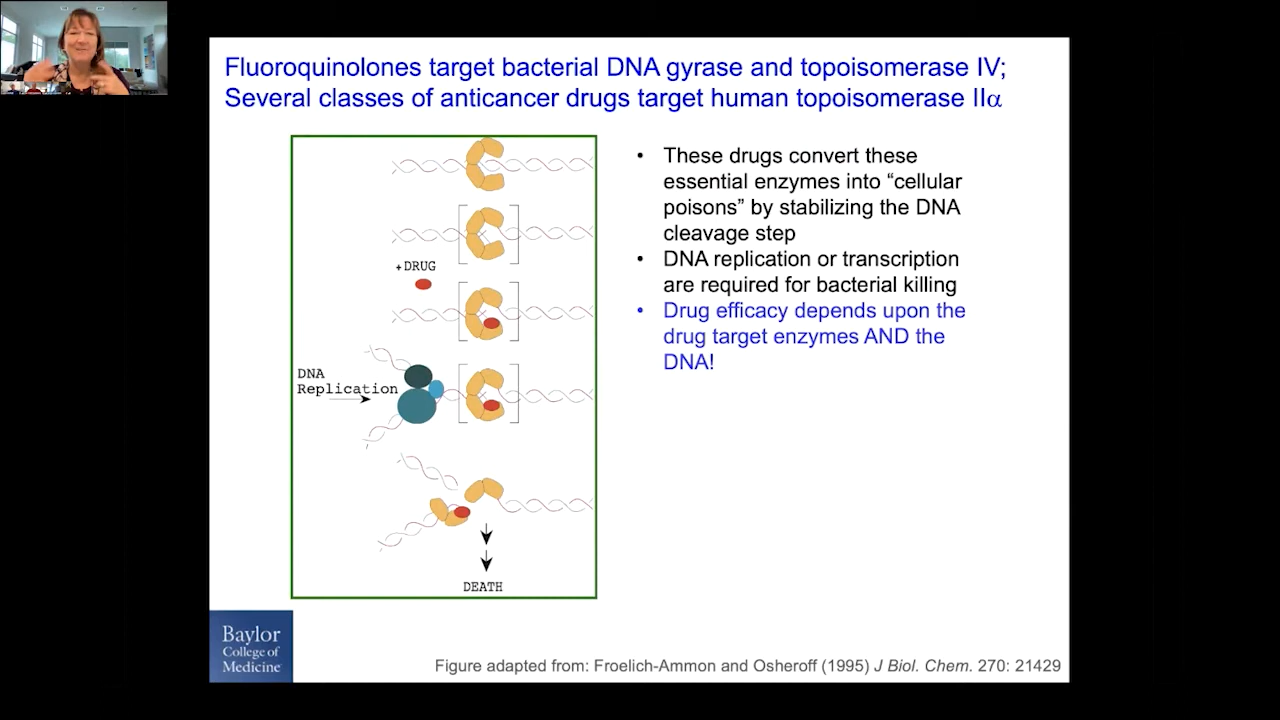 Fluoroquinolones target bacterial DNA gyrase and topoisomerase IV;
Several classes of anticancer drugs target human topoisomerase IIα
+DRUG
DNA
Replication
DEATH
• These drugs convert these
essential enzymes into “cellular
poisons” by stabilizing the DNA
cleavage step
• DNA replication or transcription
are required for bacterial killing
• Drug efficacy depends upon the
drug target enzymes AND the
DNA!
Baylor
College of
Medicine
Figure adapted from: Froelich-Ammon and Osheroff (1995) J Biol. Chem. 270: 21429